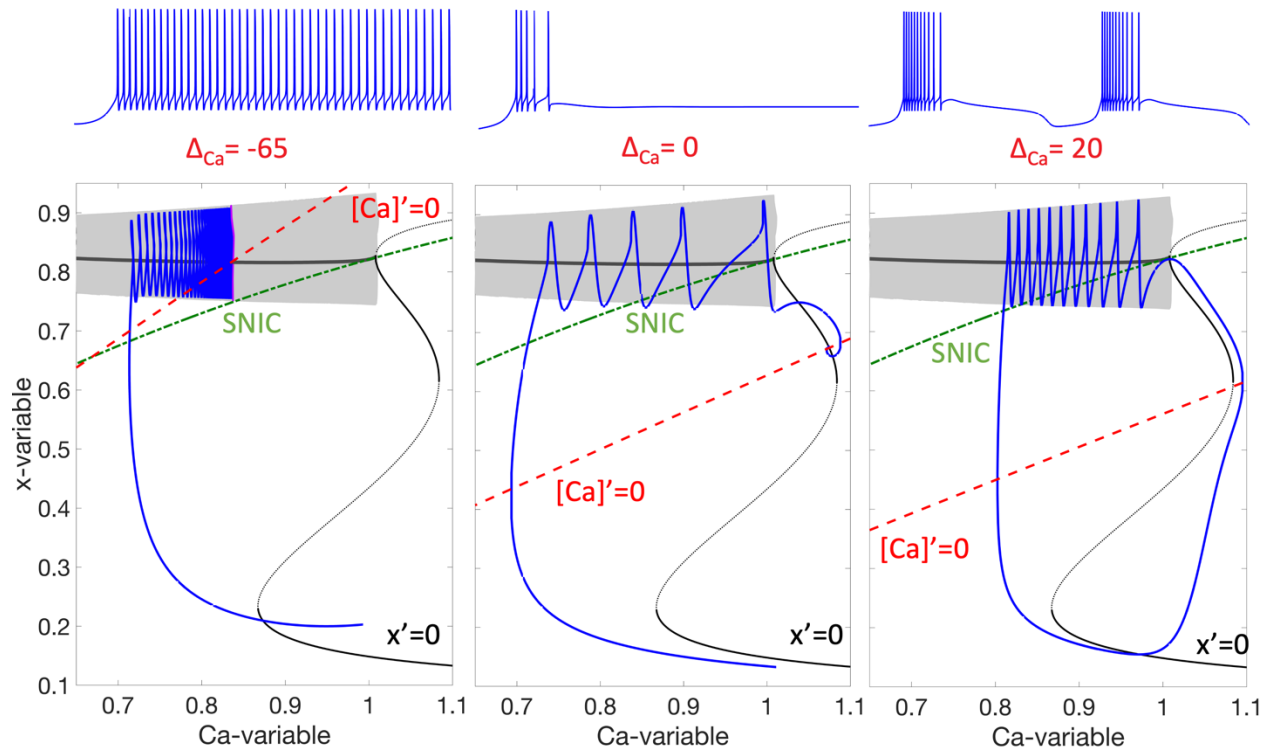 ΔCa= -65
ΔCa= 0
ΔCa= 20
x-variable
0.9
0.8
0.7
0.6
0.5
0.4
0.3
0.2
0.1
[Ca]’=0
SNIC
x’=0
0.7 0.8 0.9 1 1.1
Ca-variable
SNIC
[Ca]’=0
x’=0
0.7 0.8 0.9 1 1.1
Ca-variable
SNIC
[Ca]’=0
x’=0
0.7 0.8 0.9 1 1.1
Ca-variable